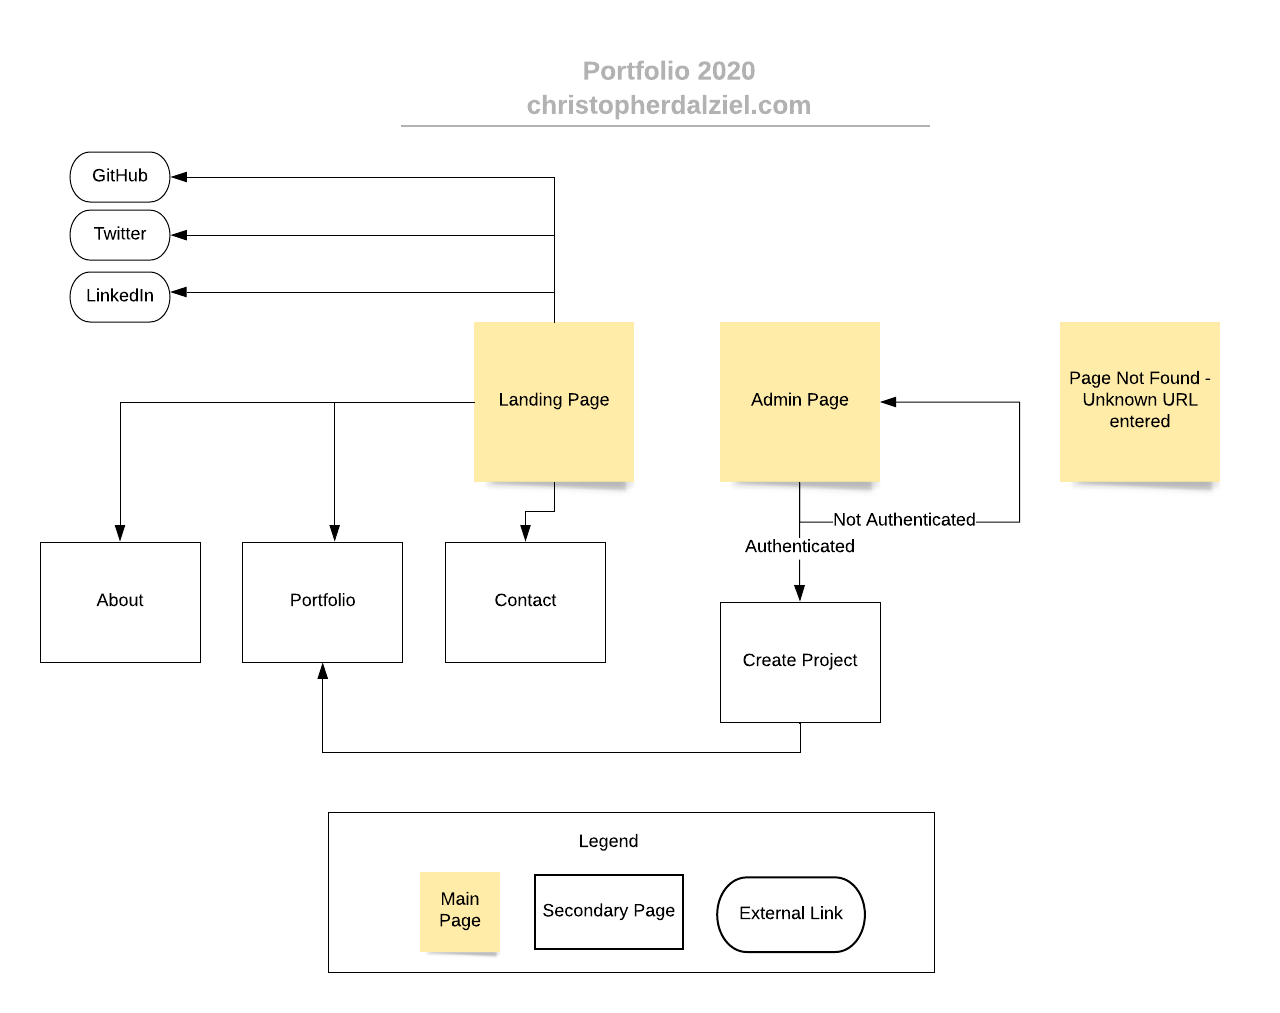 Portfolio 2020
christopherdalziel.com
GitHub
Twitter
LinkedIn
Landing Page
Admin Page
Page Not Found -
Unknown URL
entered
Not Authenticated
Authenticated
About
Portfolio
Contact
Create Project
Legend
Main
Page
Secondary Page
External Link